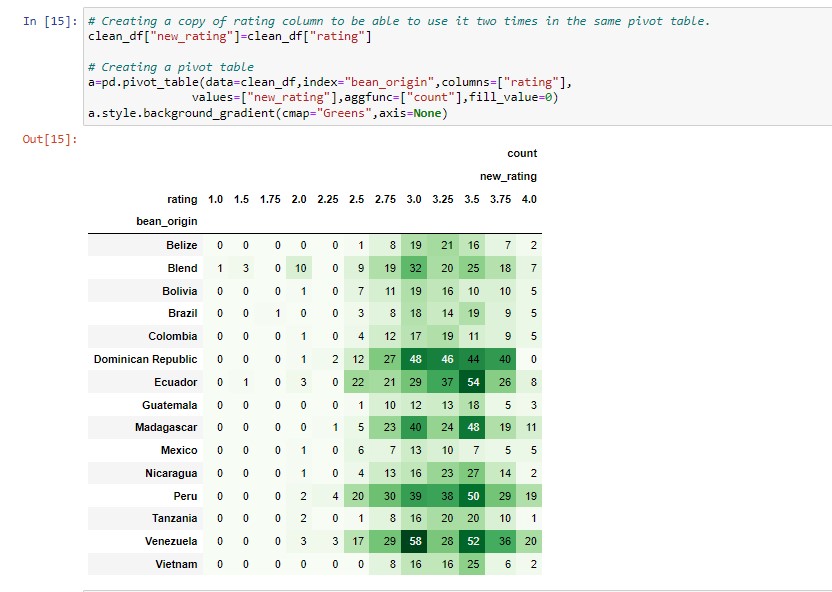 In [15]: # Creating a copy of rating column to be able to use it two times in the same pivot table.
clean_df["new_rating"]=clean_df["rating"]
# Creating a pivot table
a=pd.pivot_table(data=clean_df,index="bean_origin",columns=["rating"],
values=["new_rating"],aggfunc=["count"],fill_value=0)
a.style.background_gradient(cmap="Greens",axis=None)
Out[15]:
count
new_rating
rating 1.0 1.5 1.75 2.0 2.25 2.5 2.75 3.0 3.25 3.5 3.75 4.0
bean_origin
Belize 0 0 0 0 0 1 8 19 21 16 7 2
Blend 1 3 0 10 0 9 19 32 20 25 18 7
Bolivia 0 0 0 1 0 7 11 19 16 10 10 5
Brazil 0 0 1 0 0 3 8 18 14 19 9 5
Colombia 0 0 0 1 0 4 12 17 19 11 9 5
Dominican Republic 0 0 0 1 2 12 27 48 46 44 40 0
Ecuador 0 1 0 3 0 22 21 29 37 54 26 8
Guatemala 0 0 0 0 0 1 10 12 13 18 5 3
Madagascar 0 0 0 0 1 5 23 40 24 48 19 11
Mexico 0 0 0 1 0 6 7 13 10 7 5 5
Nicaragua 0 0 0 1 0 4 13 16 23 27 14 2
Peru 0 0 0 2 4 20 30 39 38 50 29 19
Tanzania 0 0 0 2 0 1 8 16 20 20 10 1
Venezuela 0 0 0 3 3 17 29 58 28 52 36 20
Vietnam 0 0 0 0 0 0 8 16 16 25 6 2